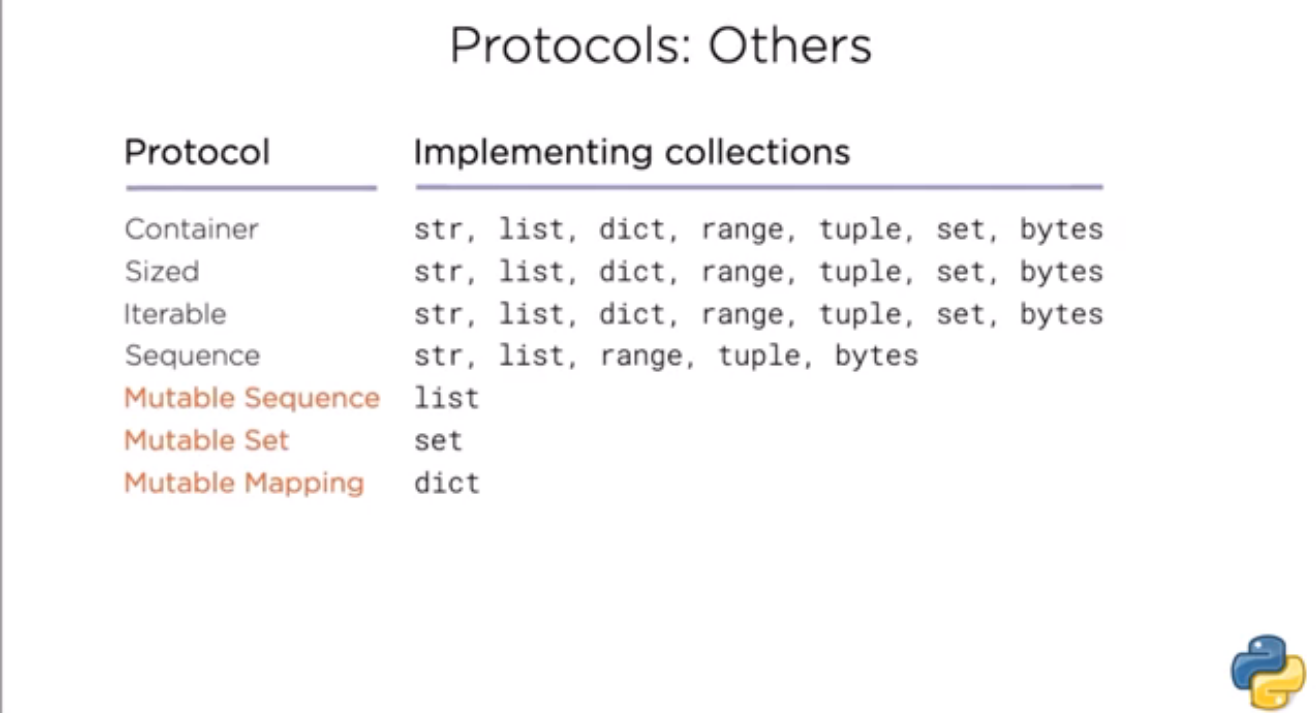 Protocols: Others
Protocol Implementing collections
Container str, list, dict, range, tuple, set, bytes
Sized str, list, dict, range, tuple, set, bytes
Iterable str, list, dict, range, tuple, set, bytes
Sequence str, list, range, tuple, bytes
Mutable Sequence list
Mutable Set set
Mutable Mapping dict